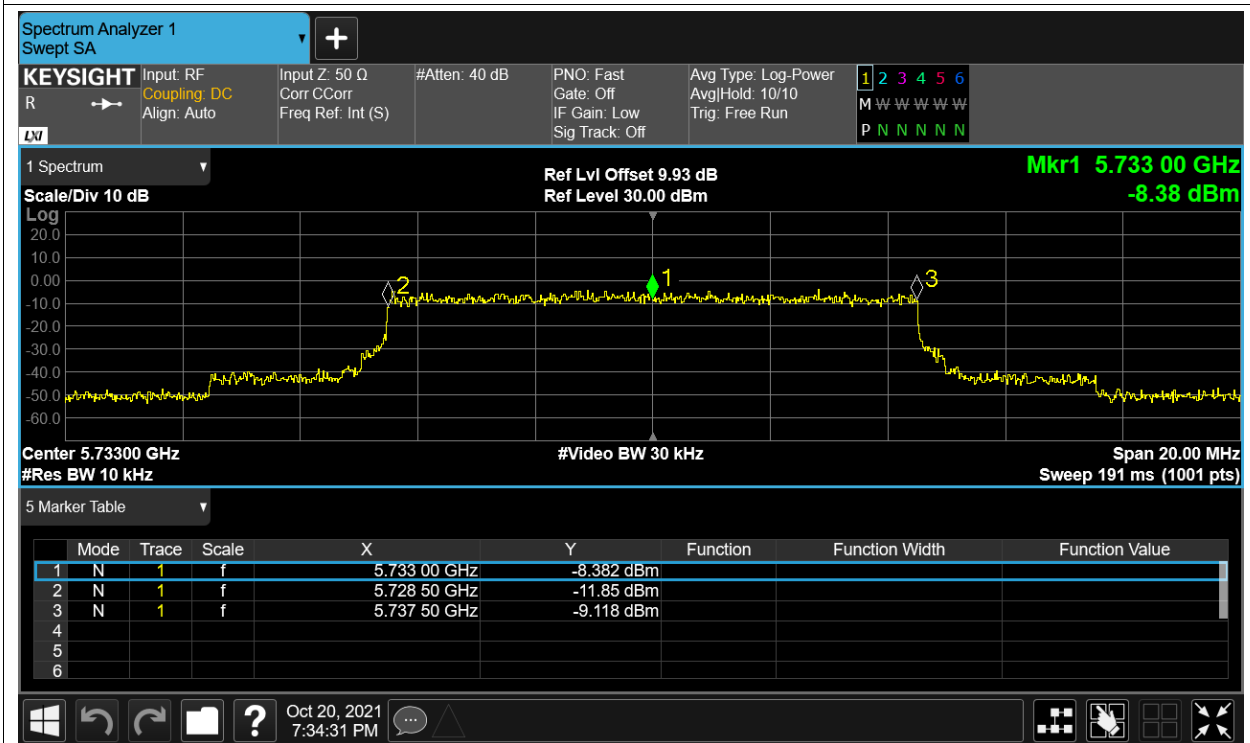 Spectrum Analyzer 1
Swept SA
KEYSIGHT Input: RF Input Z: 50 Ω #Atten: 40 dB PNO: Fast Avg Type: Log-Power 1 2 3 4 5 6
R Coupling: DC Corr CCorr Gate: Off Avg|Hold: 10/10 M W W W W W
Align: Auto Freq Ref: Int (S) IF Gain: Low Trig: Free Run
LXI Sig Track: Off P N N N N N
1 Spectrum Ref Lvl Offset 9.93 dB Mkr1 5.733 00 GHz
Scale/Div 10 dB Ref Level 30.00 dBm -8.38 dBm
Log
20.0
10.0
0.00 2 1 3
-10.0
-20.0
-30.0
-40.0
-50.0
-60.0
Center 5.73300 GHz #Video BW 30 kHz Span 20.00 MHz
#Res BW 10 kHz Sweep 191 ms (1001 pts)
5 Marker Table
Mode Trace Scale X Y Function Function Width Function Value
1 N 1 f 5.733 00 GHz -8.382 dBm
2 N 1 f 5.728 50 GHz -11.85 dBm
3 N 1 f 5.737 50 GHz -9.118 dBm
4
5
6
? Oct 20, 2021
7:34:31 PM